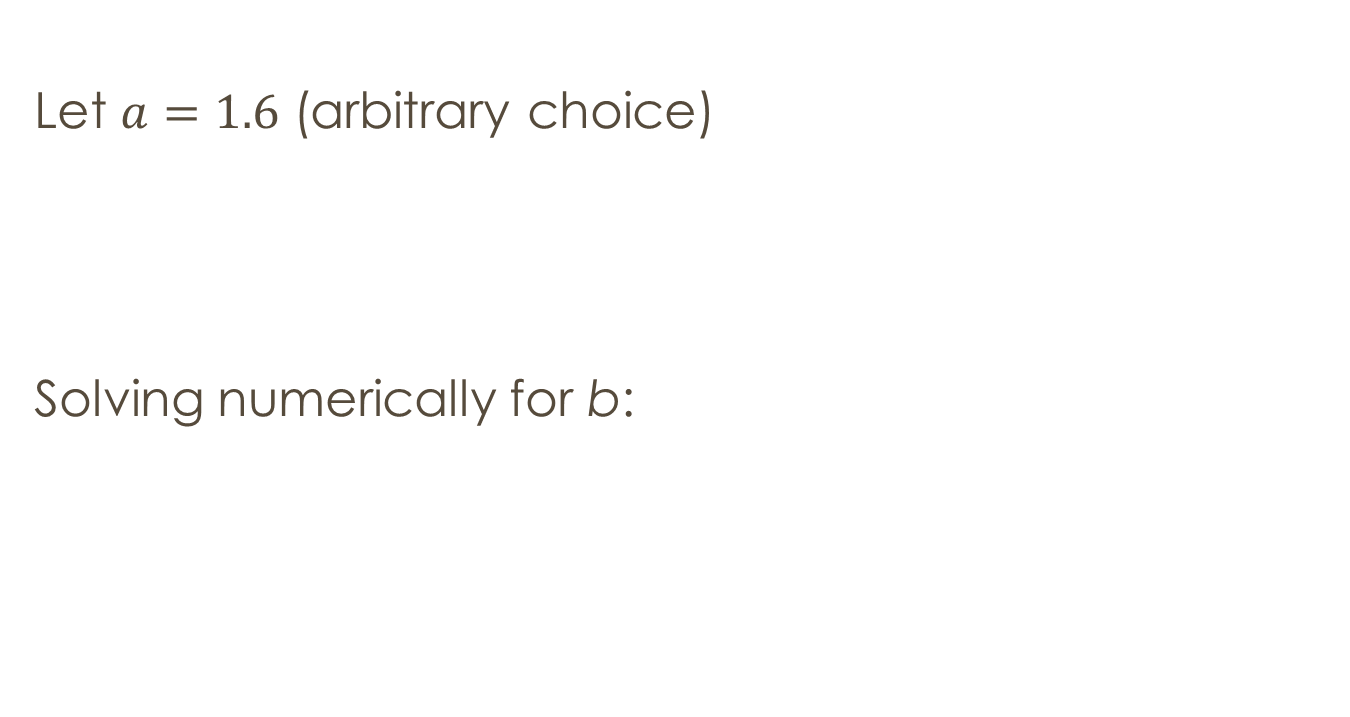 Let 𝑎 = 1.6 (arbitrary choice)
Solving numerically for b: